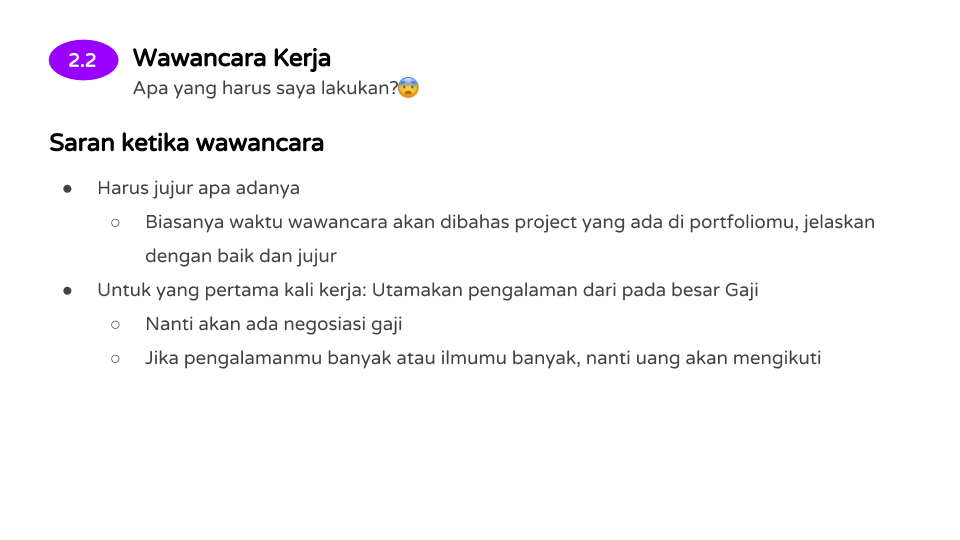 2.2
Wawancara Kerja
Apa yang harus saya lakukan?😨
Saran ketika wawancara
● Harus jujur apa adanya
○ Biasanya waktu wawancara akan dibahas project yang ada di portfoliomu, jelaskan
dengan baik dan jujur
● Untuk yang pertama kali kerja: Utamakan pengalaman dari pada besar Gaji
○ Nanti akan ada negosiasi gaji
○ Jika pengalamanmu banyak atau ilmumu banyak, nanti uang akan mengikuti